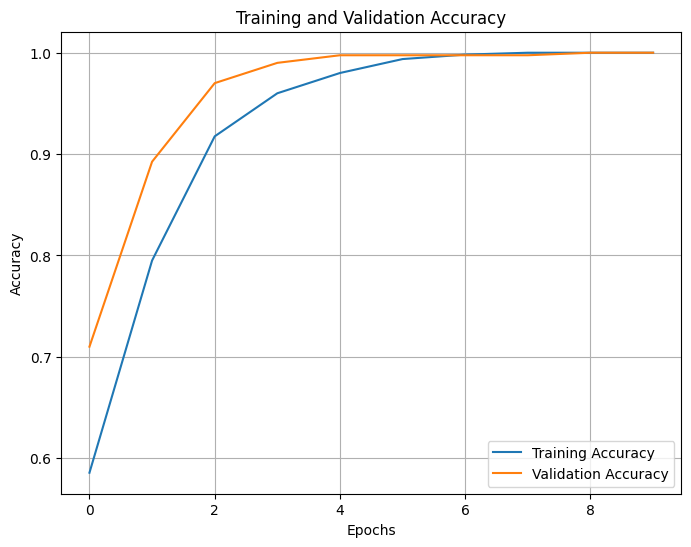 Training and Validation Accuracy
1.0
0.9
0.8
0.7
0.6
Accuracy
Training Accuracy
Validation Accuracy
0 2 4 6 8
Epochs